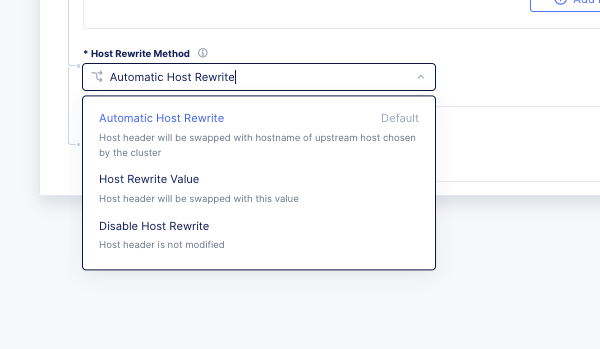 Add
* Host Rewrite Method
Automatic Host Rewrite
Automatic Host Rewrite Default
Host header will be swapped with hostname of upstream host chosen
by the cluster
Host Rewrite Value
Host header will be swapped with this value
Disable Host Rewrite
Host header is not modified